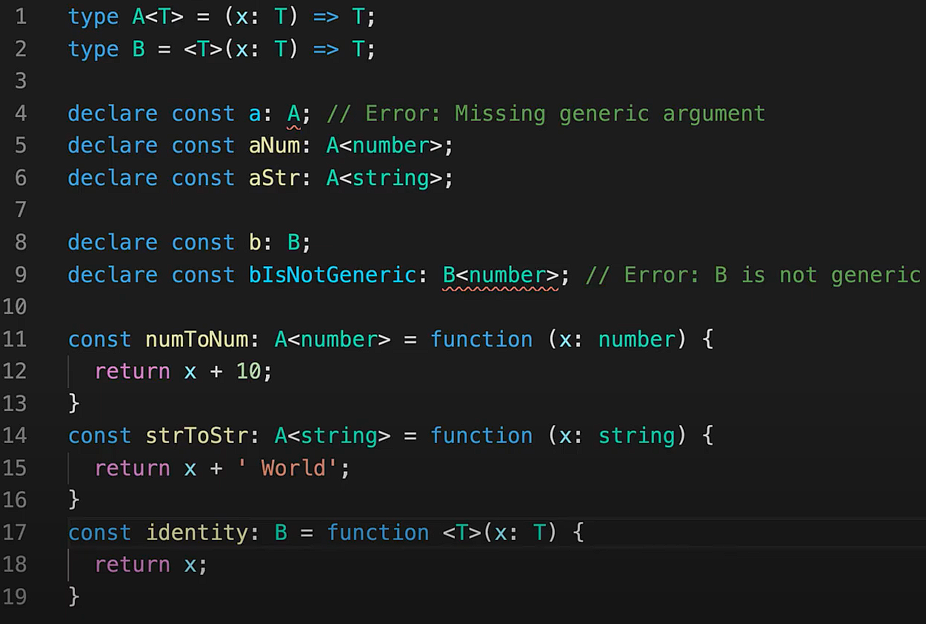 1 type A<T> = (x: T) => T;
2 type B = <T>(x: T) => T;
3
4 declare const a: A; // Error: Missing generic argument
5 declare const aNum: A<number>;
6 declare const aStr: A<string>;
7
8 declare const b: B;
9 declare const bIsNotGeneric: B<number>; // Error: B is not generic
10
11 const numToNum: A<number> = function (x: number) {
12 return x + 10;
13 }
14 const strToStr: A<string> = function (x: string) {
15 return x + ' World';
16 }
17 const identity: B = function <T>(x: T) {
18 return x;
19 }